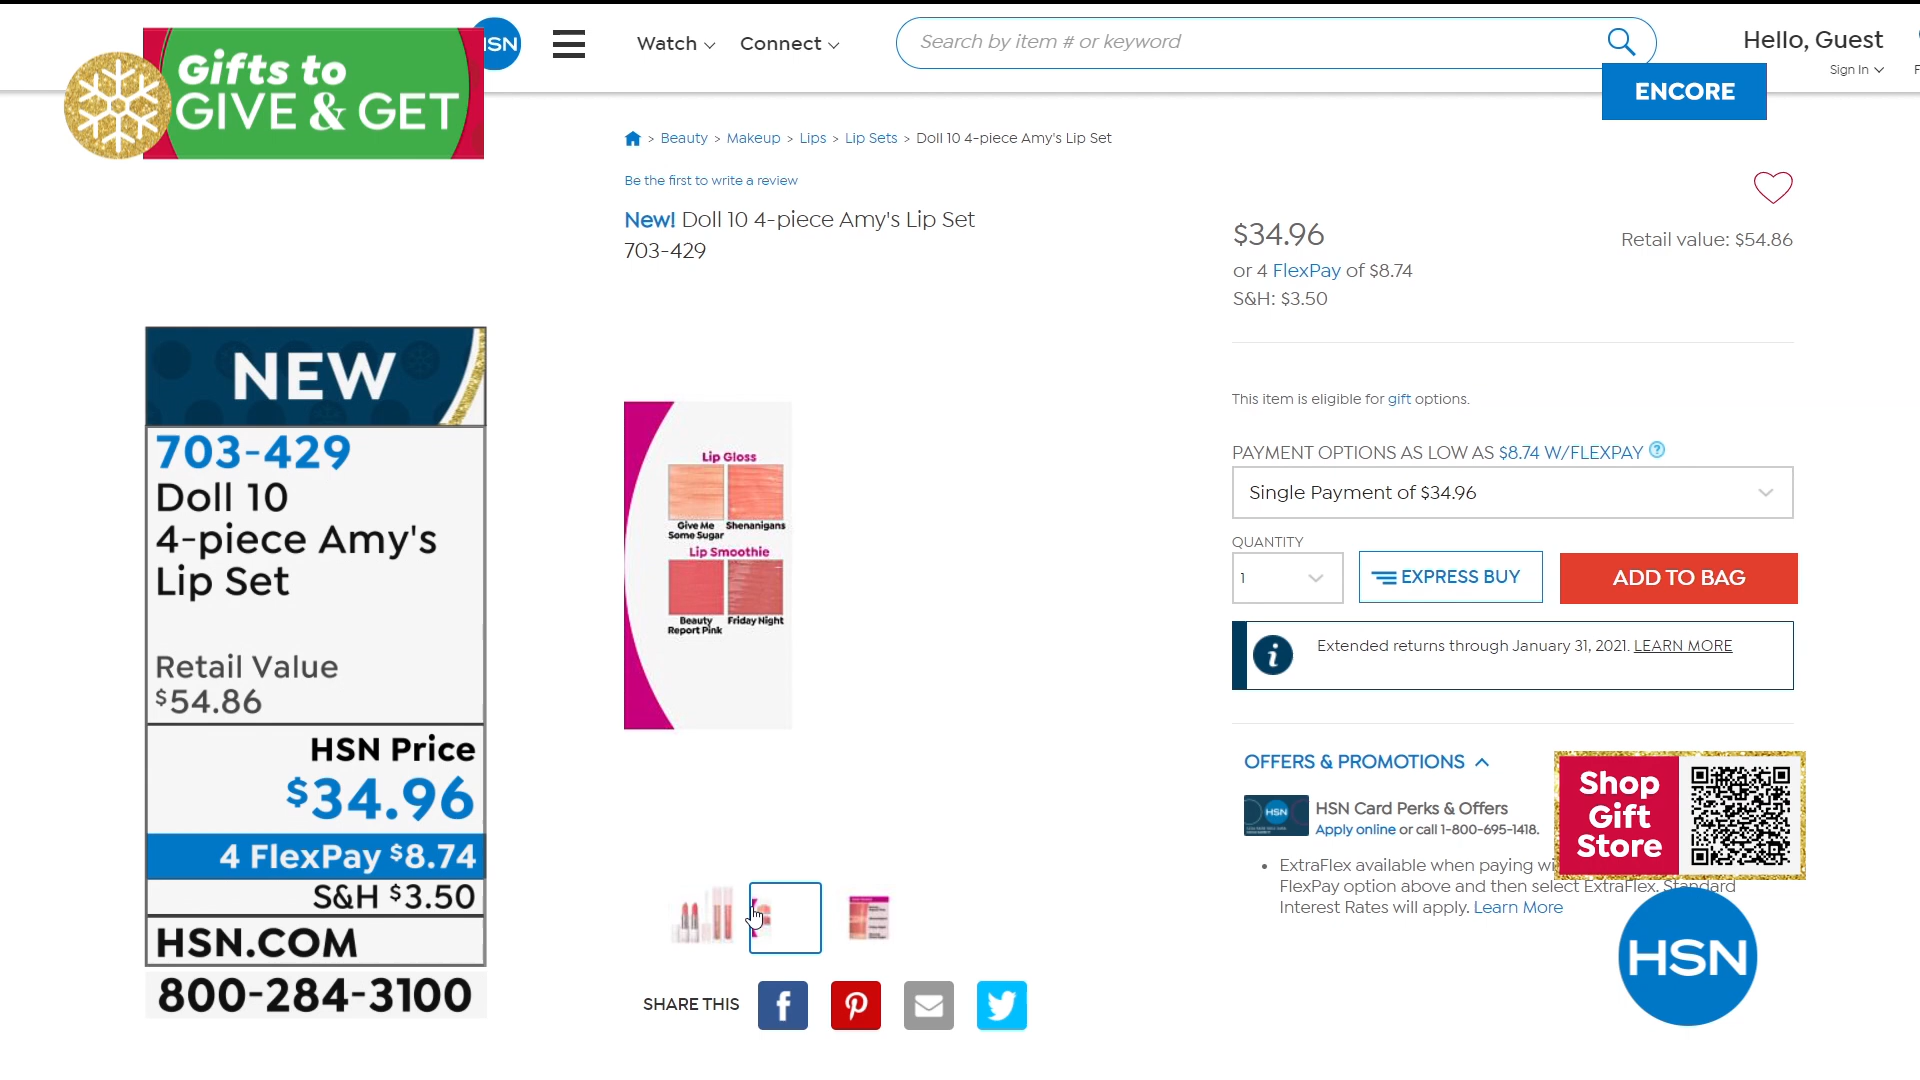 Gifts to
GIVE & GET
HSN
Watch
Connect
Search by item # or keyword
Hello, Guest
Sign In
F
ENCORE
> Beauty > Makeup > Lips > Lip Sets > Doll 10 4-piece Amy's Lip Set
Be the first to write a review
New! Doll 10 4-piece Amy's Lip Set
703-429
$34.96
Retail value: $54.86
or 4 FlexPay of $8.74
S&H: $3.50
This item is eligible for gift options.
PAYMENT OPTIONS AS LOW AS $8.74 W/FLEXPAY ?
Single Payment of $34.96
QUANTITY
1
EXPRESS BUY
ADD TO BAG
i
Extended returns through January 31, 2021. LEARN MORE
OFFERS & PROMOTIONS
HSN
HSN Card Perks & Offers
Apply online or call 1-800-695-1418.
• ExtraFlex available when paying wi
FlexPay option above and then select ExtraFlex. Standard
Interest Rates will apply. Learn More
Shop
Gift
Store
HSN
NEW
703-429
Doll 10
4-piece Amy's
Lip Set
Retail Value
$54.86
HSN Price
$34.96
4 FlexPay $8.74
S&H $3.50
HSN.COM
800-284-3100
Lip Gloss
Give Me
Some Sugar
Shenanigans
Lip Smoothie
Beauty
Report Pink
Friday Night
SHARE THIS